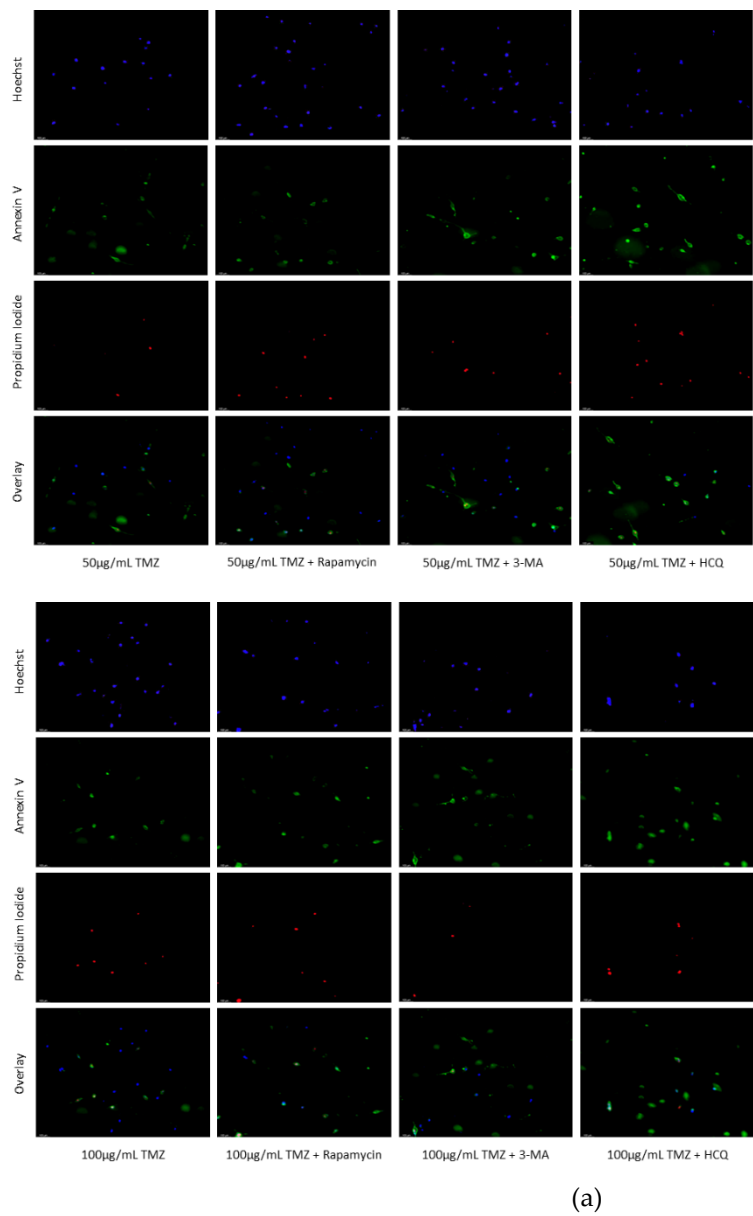 Hoechst
Annexin V
Propidium Iodide
Overlay
50µg/mL TMZ 50µg/mL TMZ + Rapamycin 50µg/mL TMZ + 3-MA 50µg/mL TMZ + HCQ
Hoechst
Annexin V
Propidium Iodide
Overlay
100µg/mL TMZ 100µg/mL TMZ + Rapamycin 100µg/mL TMZ + 3-MA 100µg/mL TMZ + HCQ
(a)